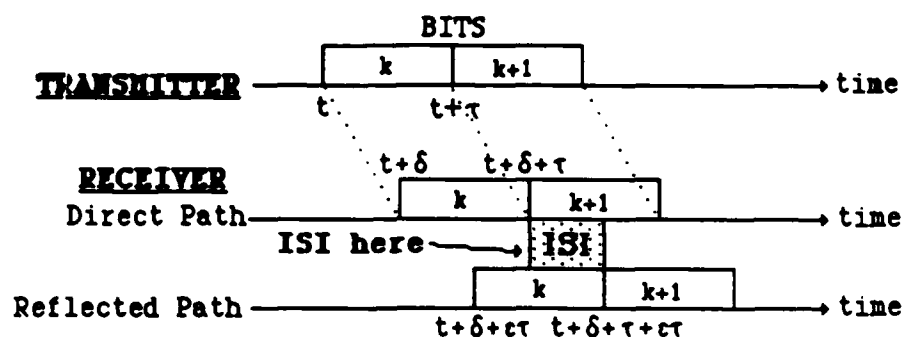 BITS
k k+1
TRANSMITTER time
t t+τ
t+δ t+δ+τ
RECEIVER
k k+1
Direct Path time
ISI here ISI
k k+1
Reflected Path time
t+δ+ετ t+δ+τ+ετ